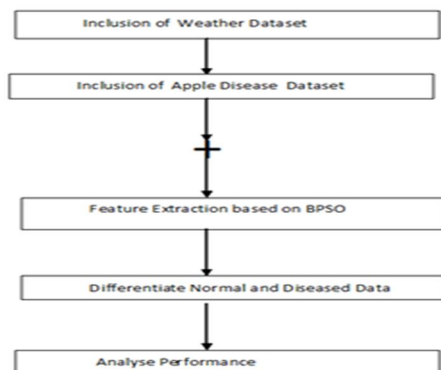 Inclusion of Weather Dataset
Inclusion of Apple Disease Dataset
Feature Extraction based on BPSO
Differentiate Normal and Diseased Data
Analyse Performance